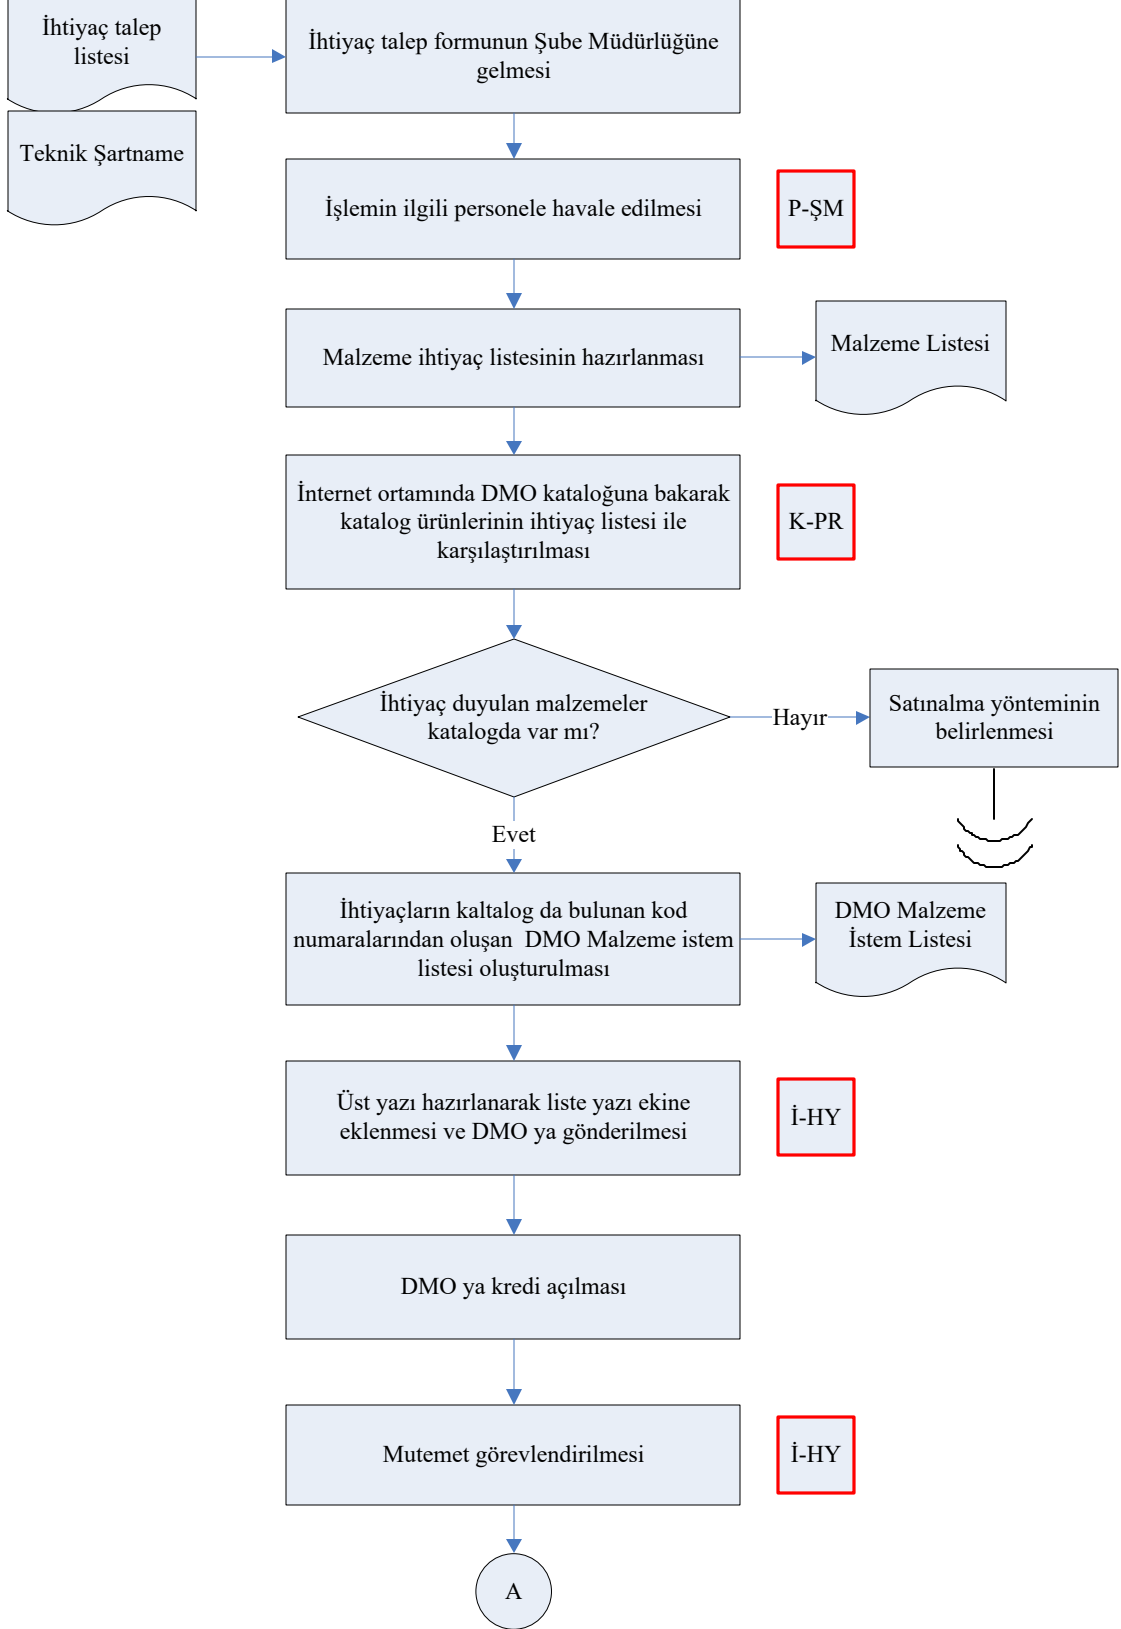 İhtiyaç talep
listesi
İhtiyaç talep formunun Şube Müdürlüğüne
gelmesi
Teknik Şartname
İşlemin ilgili personele havale edilmesi
P-ŞM
Malzeme ihtiyaç listesinin hazırlanması
Malzeme Listesi
İnternet ortamında DMO kataloğuna bakarak
katalog ürünlerinin ihtiyaç listesi ile
karşılaştırılması
K-PR
İhtiyaç duyulan malzemeler
katalogda var mı?
Hayır
Satınalma yönteminin
belirlenmesi
Evet
İhtiyaçların kaltalog da bulunan kod
numaralarından oluşan  DMO Malzeme istem
listesi oluşturulması
DMO Malzeme
İstem Listesi
Üst yazı hazırlanarak liste yazı ekine
eklenmesi ve DMO ya gönderilmesi
İ-HY
DMO ya kredi açılması
Mutemet görevlendirilmesi
İ-HY
A